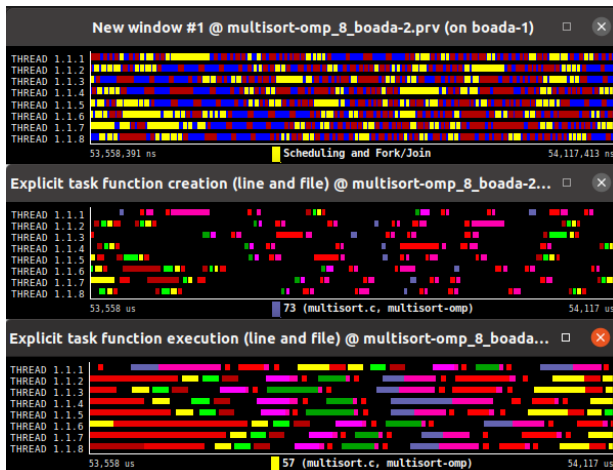 New window #1 @ multisort-omp_8_boada-2.prv (on boada-1)
THREAD 1.1.1
THREAD 1.1.2
THREAD 1.1.3
THREAD 1.1.4
THREAD 1.1.5
THREAD 1.1.6
THREAD 1.1.7
THREAD 1.1.8
53,558,391 ns Scheduling and Fork/Join 54,117,413 ns
Explicit task function creation (line and file) @ multisort-omp_8_boada-2...
THREAD 1.1.1
THREAD 1.1.2
THREAD 1.1.3
THREAD 1.1.4
THREAD 1.1.5
THREAD 1.1.6
THREAD 1.1.7
THREAD 1.1.8
53,558 us 73 (multisort.c, multisort-omp) 54,117 us
Explicit task function execution (line and file) @ multisort-omp_8_boada...
THREAD 1.1.1
THREAD 1.1.2
THREAD 1.1.3
THREAD 1.1.4
THREAD 1.1.5
THREAD 1.1.6
THREAD 1.1.7
THREAD 1.1.8
53,558 us 57 (multisort.c, multisort-omp) 54,117 us